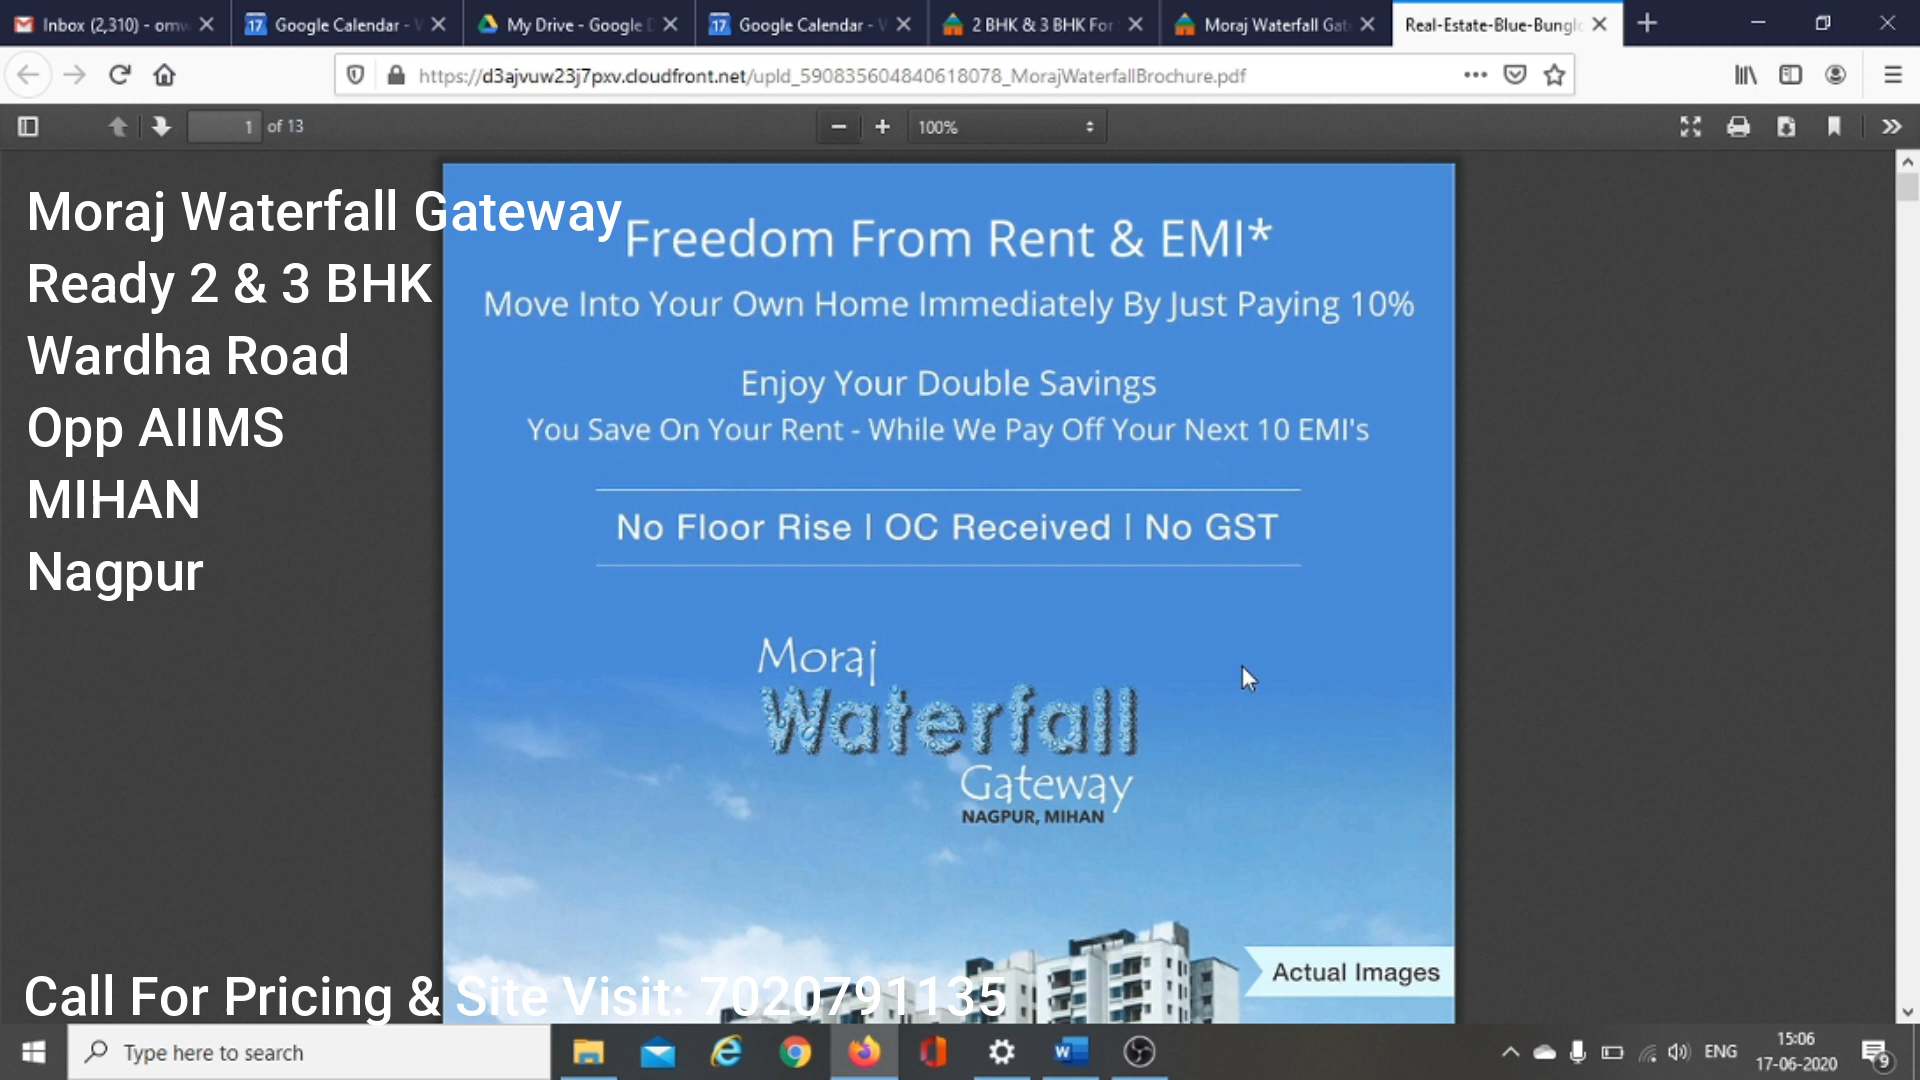 Inbox (2,310) - omw
Google Calendar -
My Drive - Google
Google Calendar -
2 BHK & 3 BHK For
Moraj Waterfall Gat
Real-Estate-Blue-Bungl
https://d3ajvuw23j7pxv.cloudfront.net/upld_590835604840618078_MorajWaterfallBrochure.pdf
1 of 13
100%
Moraj Waterfall Gateway
Ready 2 & 3 BHK
Wardha Road
Opp AIIMS
MIHAN
Nagpur
Freedom From Rent & EMI*
Move Into Your Own Home Immediately By Just Paying 10%
Enjoy Your Double Savings
You Save On Your Rent - While We Pay Off Your Next 10 EMI's
No Floor Rise | OC Received | No GST
Moraj
Waterfall
Gateway
NAGPUR, MIHAN
Actual Images
Call For Pricing & Site Visit: 7020791135
Type here to search
ENG
15:06
17-06-2020
9